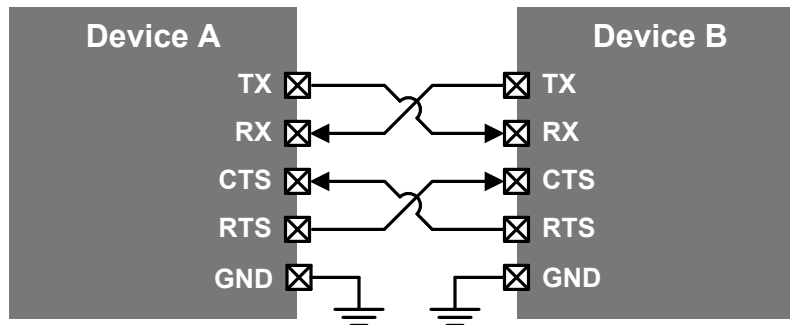 Device A
TX
RX
CTS
RTS
GND
Device B
TX
RX
CTS
RTS
GND